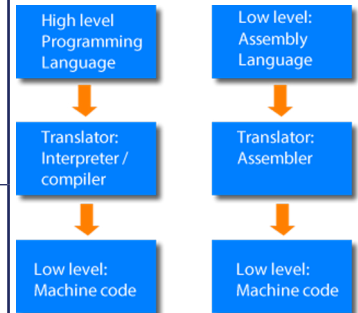 High level
Programming
Language
Low level:
Assembly
Language
Translator:
Interpreter /
compiler
Translator:
Assembler
Low level:
Machine code
Low level:
Machine code